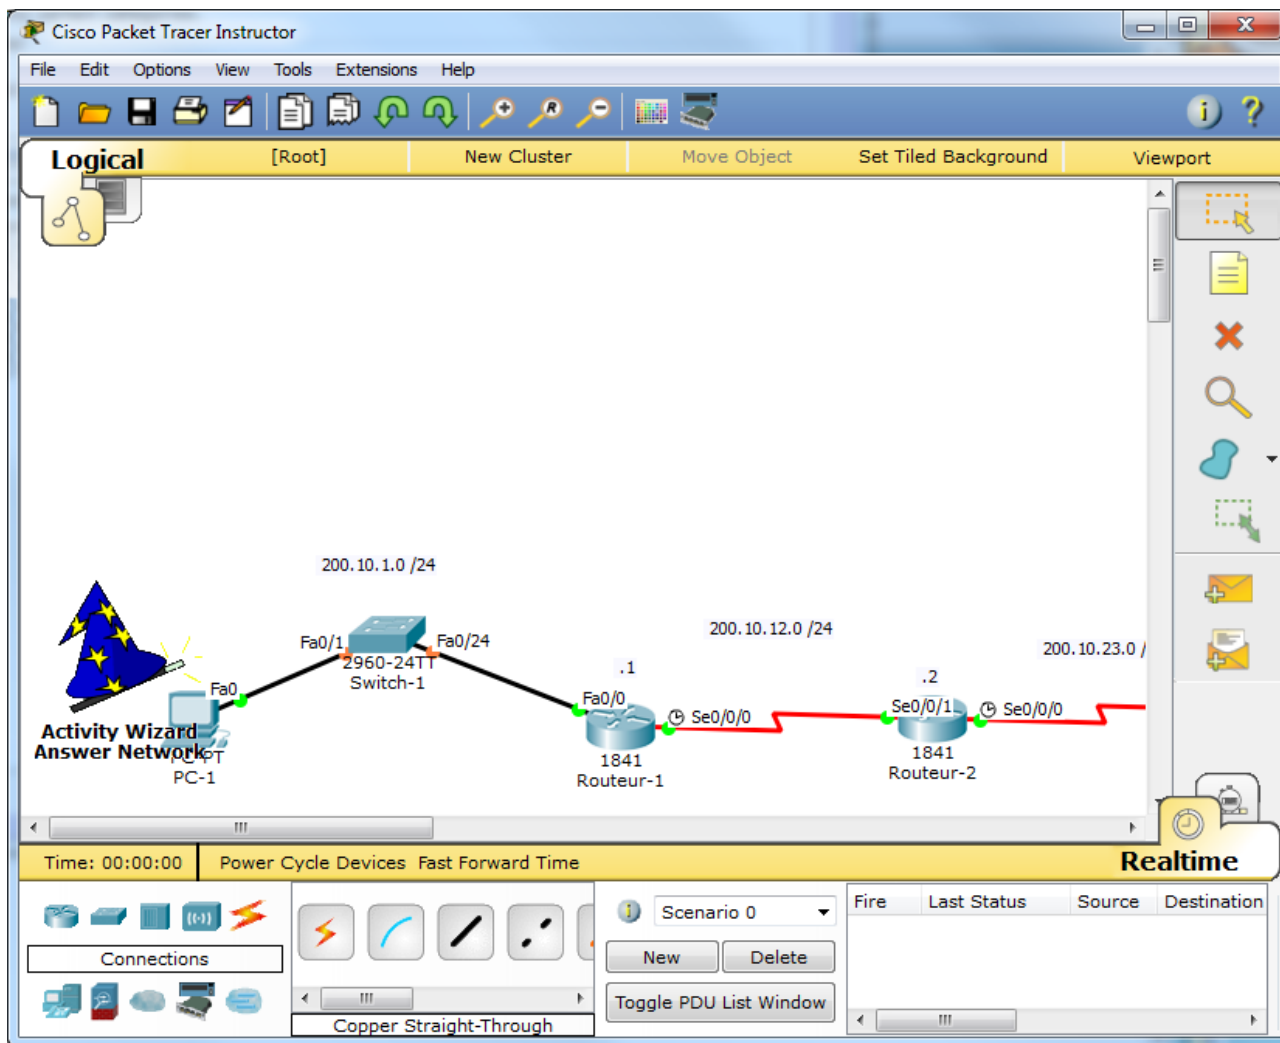 Cisco Packet Tracer Instructor
File Edit Options View Tools Extensions Help
Logical [Root] New Cluster Move Object Set Tiled Background Viewport
200.10.1.0 /24
200.10.12.0 /24
200.10.23.0 /
Fa0/1
Fa0/24
2960-24TT
Switch-1
.1
.2
Fa0
Fa0/0
Se0/0/0
Se0/0/1
Se0/0/0
Activity Wizard
Answer Network
PC-PT
PC-1
1841
Routeur-1
1841
Routeur-2
Time: 00:00:00 Power Cycle Devices Fast Forward Time Realtime
Connections
Copper Straight-Through
Scenario 0
New Delete
Toggle PDU List Window
Fire Last Status Source Destination